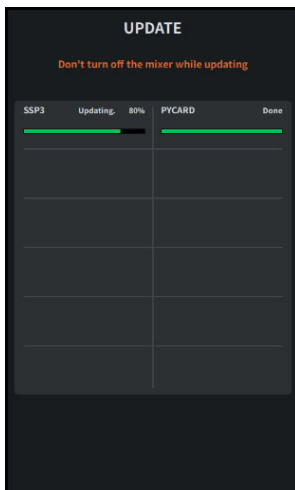 UPDATE
Don't turn off the mixer while updating
SSP3 Updating. 80% PYCARD Done